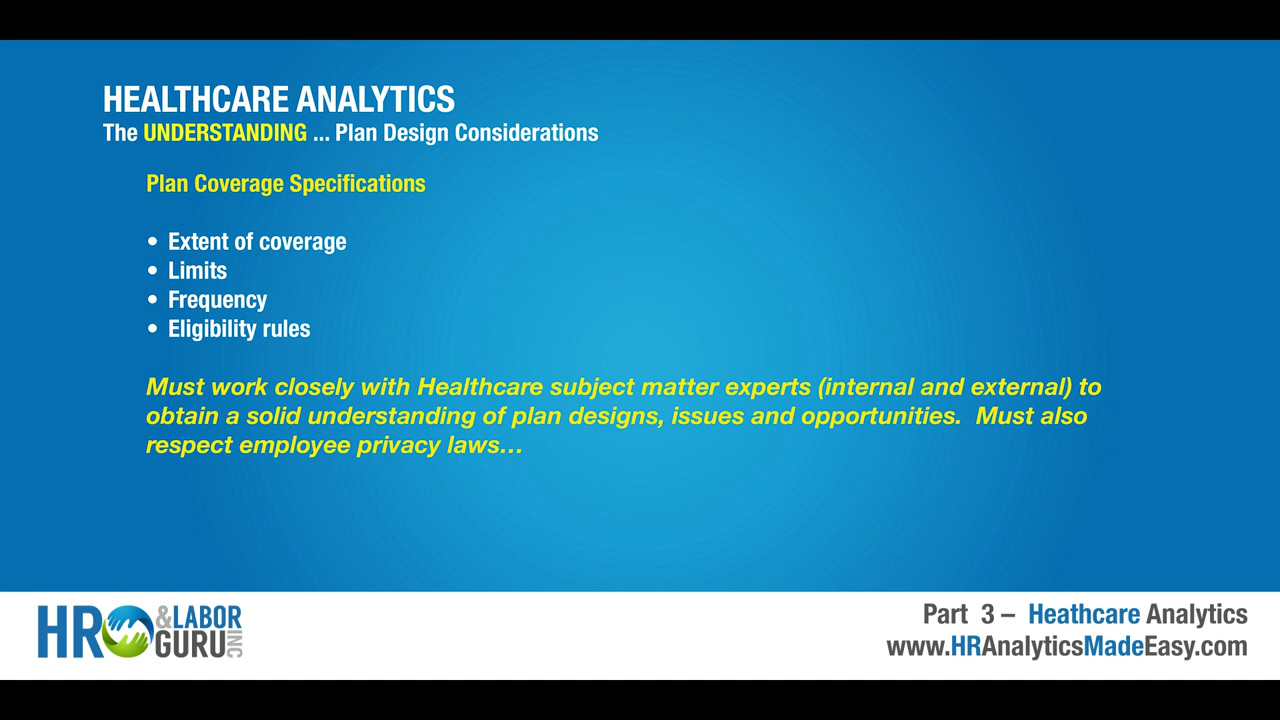 HEALTHCARE ANALYTICS
The UNDERSTANDING ... Plan Design Considerations
Plan Coverage Specifications
• Extent of coverage
• Limits
• Frequency
• Eligibility rules
Must work closely with Healthcare subject matter experts (internal and external) to
obtain a solid understanding of plan designs, issues and opportunities.  Must also
respect employee privacy laws...
HR & LABOR
GURU INC
Part 3 – Heathcare Analytics
www.HRAnalyticsMadeEasy.com